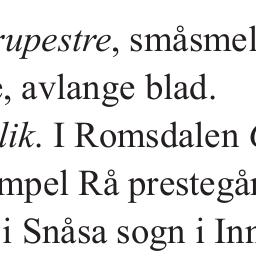 rupestre, småsmel
e, avlange blad.
lik. I Romsdalen
mpel Rå prestegår
i Snåsa sogn i Inn